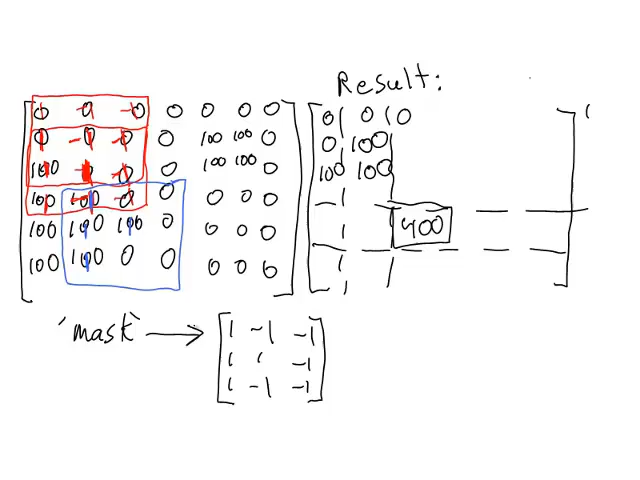 Result:
0 0 0 0 0 0 0
0 0 0 0 100 100 0
100 0 0 100 100 0
100 100 0 0 0 0 0
100 100 100 0 0 0 0
100 100 0 0 0 0 0
0 0 0
0 100
100 100
400
'mask' →
1 -1 -1
1 1 -1
1 -1 -1